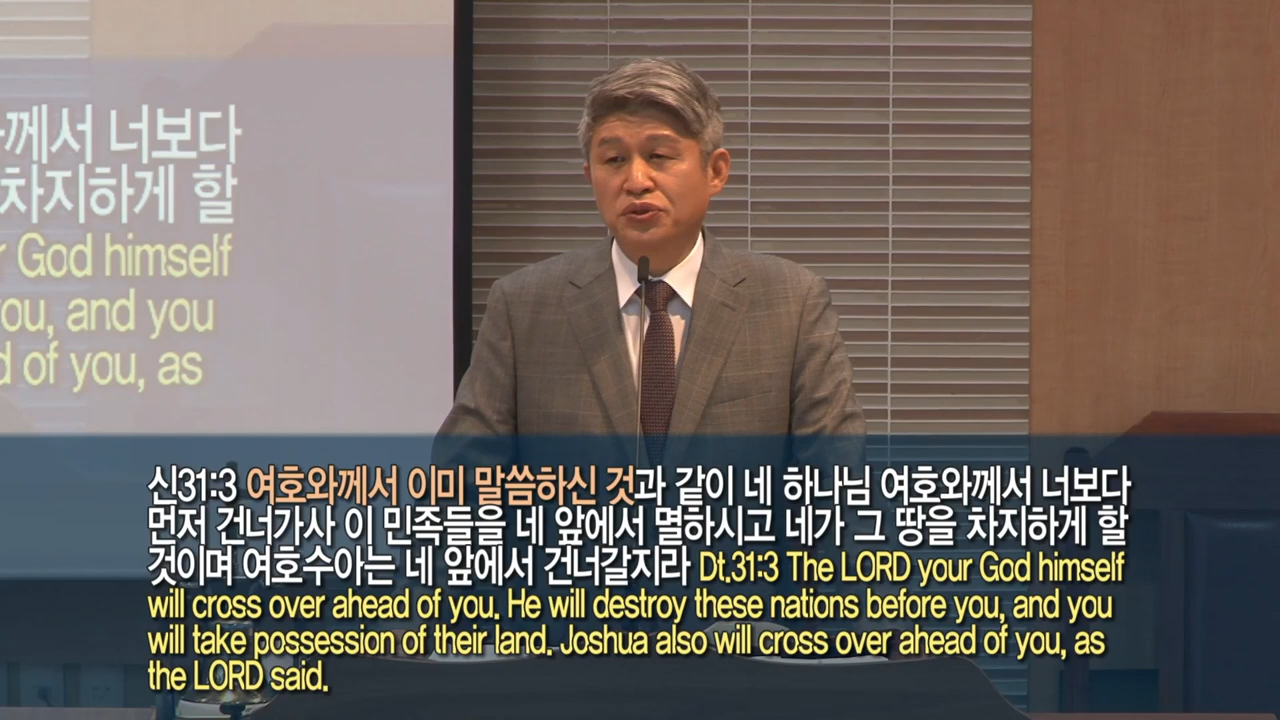 께서 너보다
차지하게 할
God himself
you, and you
of you, as
신31:3 여호와께서 이미 말씀하신 것과 같이 네 하나님 여호와께서 너보다
먼저 건너가사 이 민족들을 네 앞에서 멸하시고 네가 그 땅을 차지하게 할
것이며 여호수아는 네 앞에서 건너갈지라 Dt.31:3 The LORD your God himself
will cross over ahead of you. He will destroy these nations before you, and you
will take possession of their land. Joshua also will cross over ahead of you, as
the LORD said.